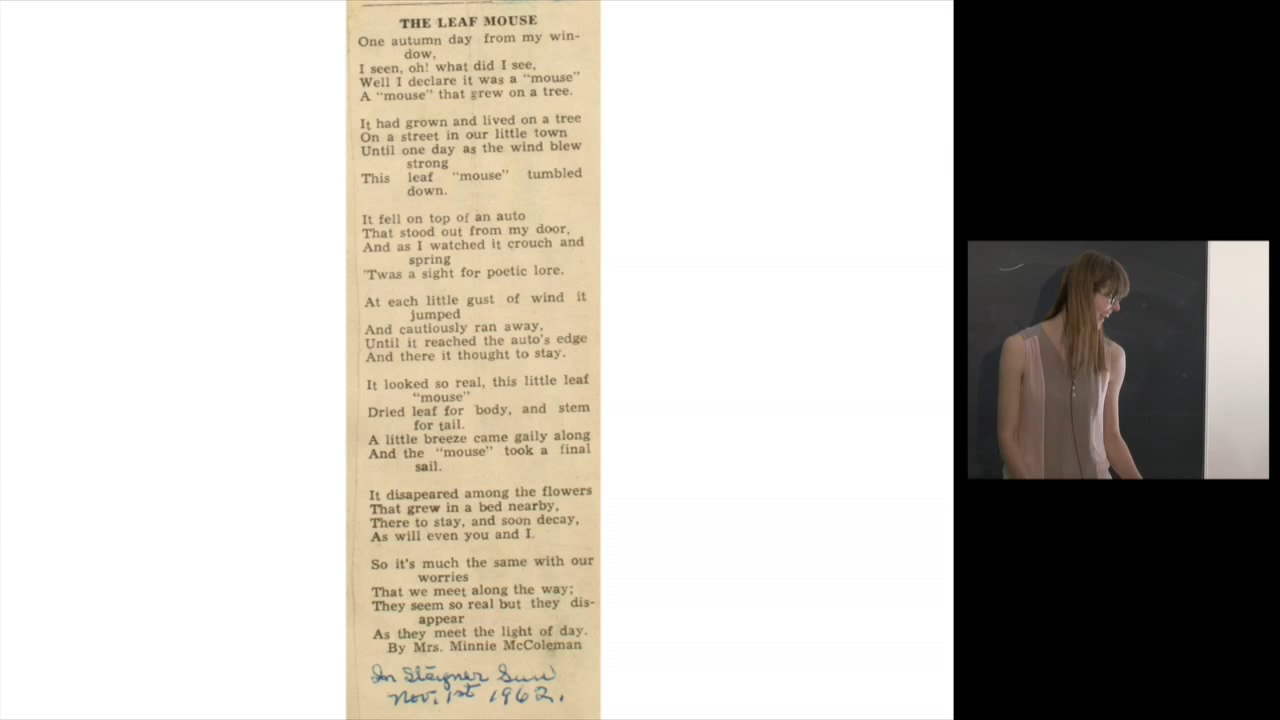 THE LEAF MOUSE
One autumn day from my win-
dow,
I seen, oh! what did I see,
Well I declare it was a "mouse"
A "mouse" that grew on a tree.
It had grown and lived on a tree
On a street in our little town
Until one day as the wind blew
strong
This leaf "mouse" tumbled
down.
It fell on top of an auto
That stood out from my door,
And as I watched it crouch and
spring
'Twas a sight for poetic lore.
At each little gust of wind it
jumped
And cautiously ran away,
Until it reached the auto's edge
And there it thought to stay.
It looked so real, this little leaf
"mouse"
Dried leaf for body, and stem
for tail.
A little breeze came gaily along
And the "mouse" took a final
sail.
It disapeared among the flowers
That grew in a bed nearby,
There to stay, and soon decay,
As will even you and I.
So it's much the same with our
worries
That we meet along the way;
They seem so real but they dis-
appear
As they meet the light of day.
By Mrs. Minnie McColeman
In Stayner Sun
Nov. 1st 1962.